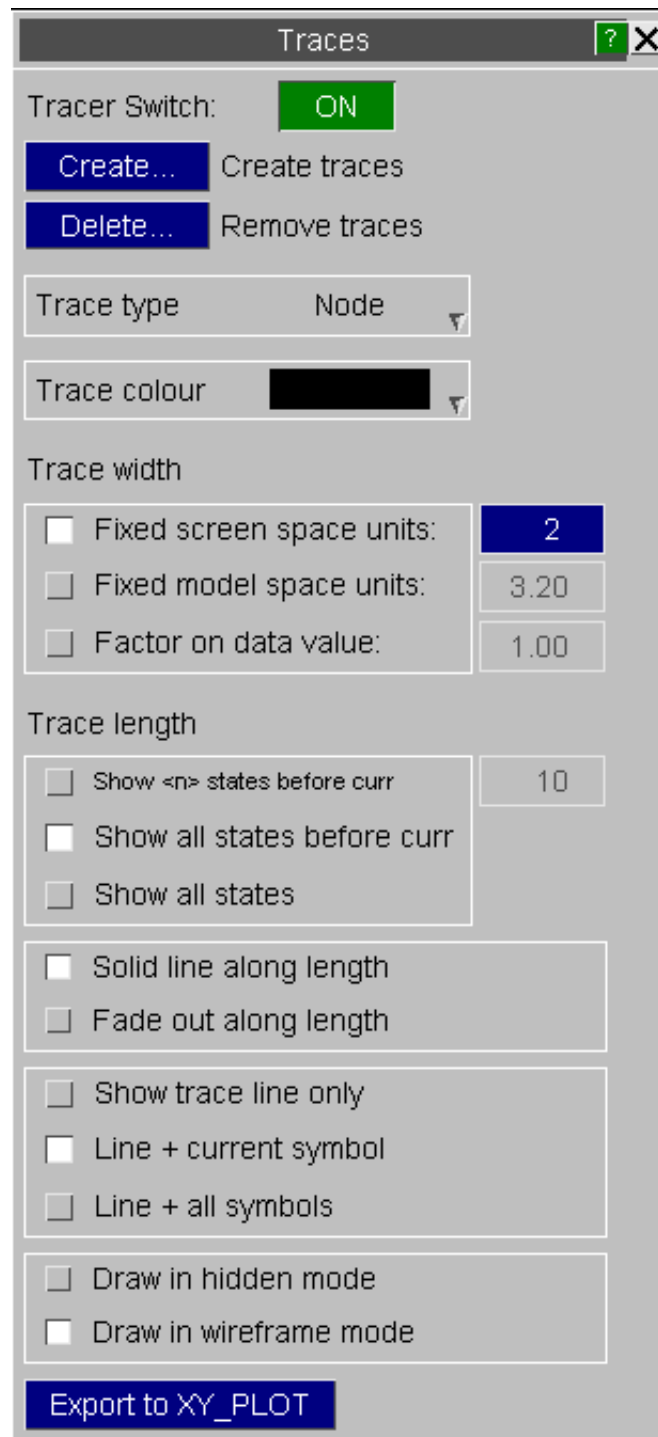 Traces ? X
Tracer Switch: ON
Create... Create traces
Delete... Remove traces
Trace type Node
Trace colour
Trace width
Fixed screen space units: 2
Fixed model space units: 3.20
Factor on data value: 1.00
Trace length
Show <n> states before curr 10
Show all states before curr
Show all states
Solid line along length
Fade out along length
Show trace line only
Line + current symbol
Line + all symbols
Draw in hidden mode
Draw in wireframe mode
Export to XY_PLOT